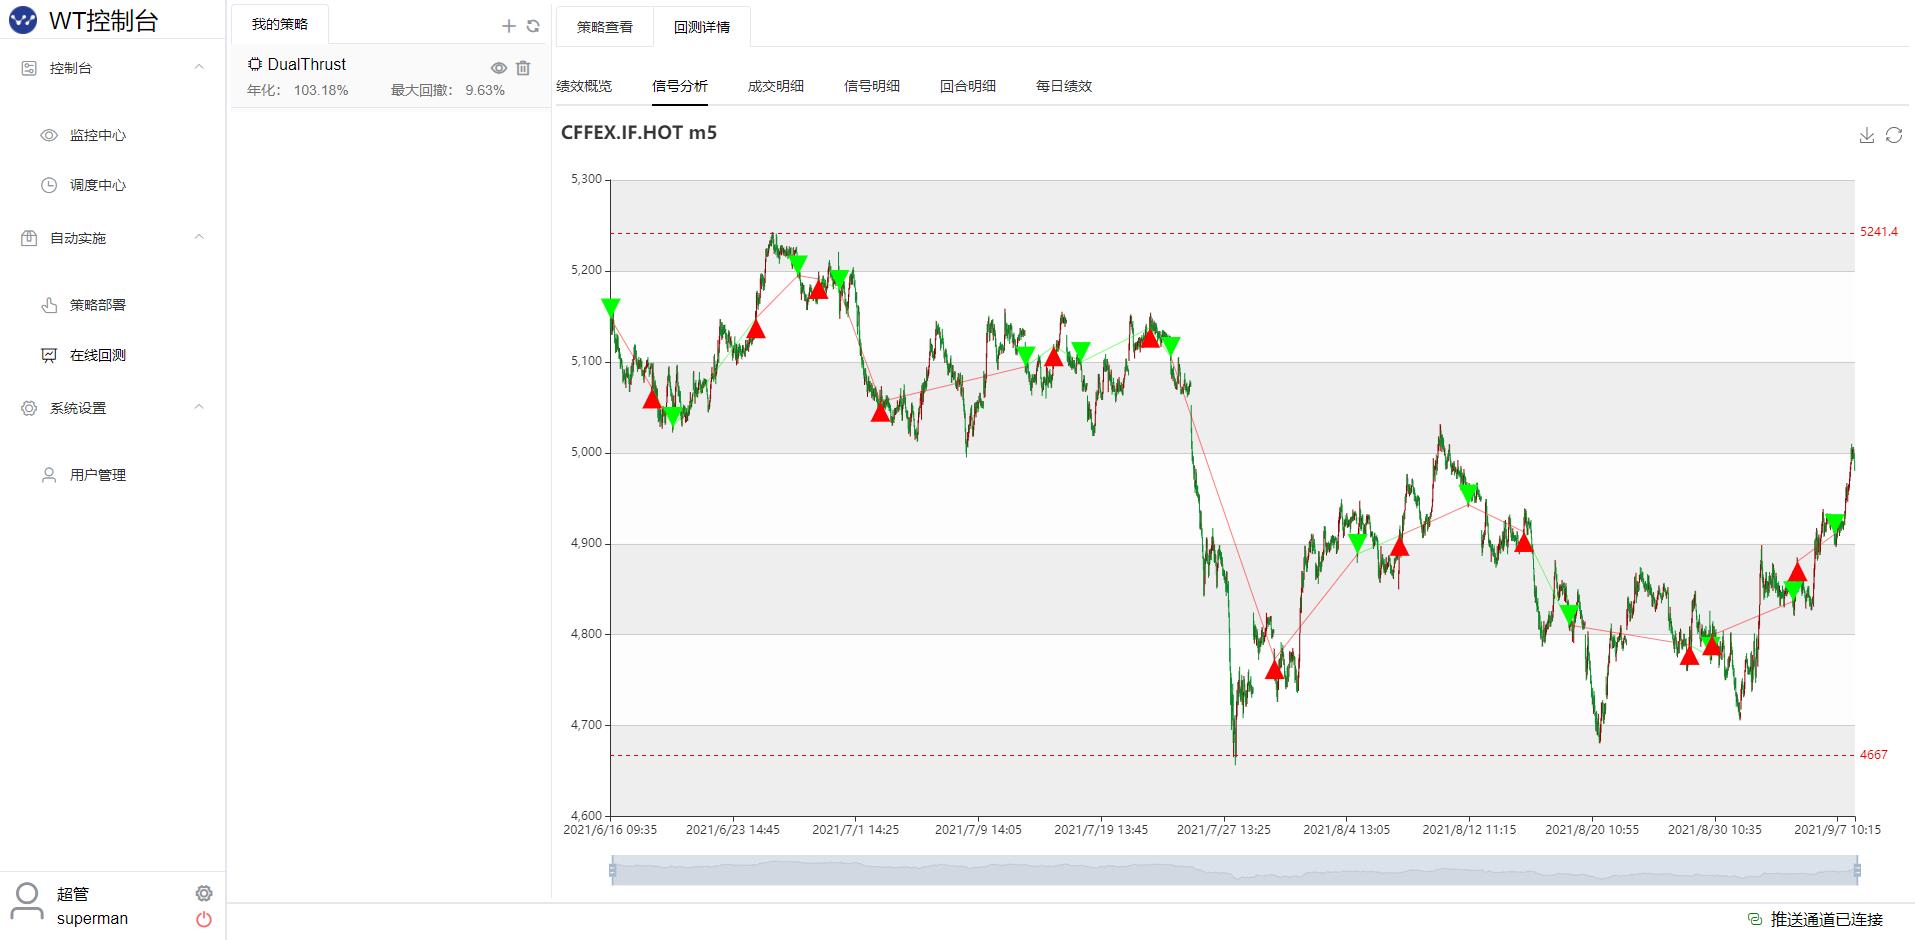 WT控制台
控制台
监控中心
调度中心
自动实施
策略部署
在线回测
系统设置
用户管理
超管
superman
我的策略
DualThrust
年化： 103.18% 最大回撤： 9.63%
策略查看 回测详情
绩效概览 信号分析 成交明细 信号明细 回合明细 每日绩效
CFFEX.IF.HOT m5
5,300
5241.4
5,200
5,100
5,000
4,900
4,800
4,700
4667
4,600
2021/6/16 09:35 2021/6/23 14:45 2021/7/1 14:25 2021/7/9 14:05 2021/7/19 13:45 2021/7/27 13:25 2021/8/4 13:05 2021/8/12 11:15 2021/8/20 10:55 2021/8/30 10:35 2021/9/7 10:15
推送通道已连接